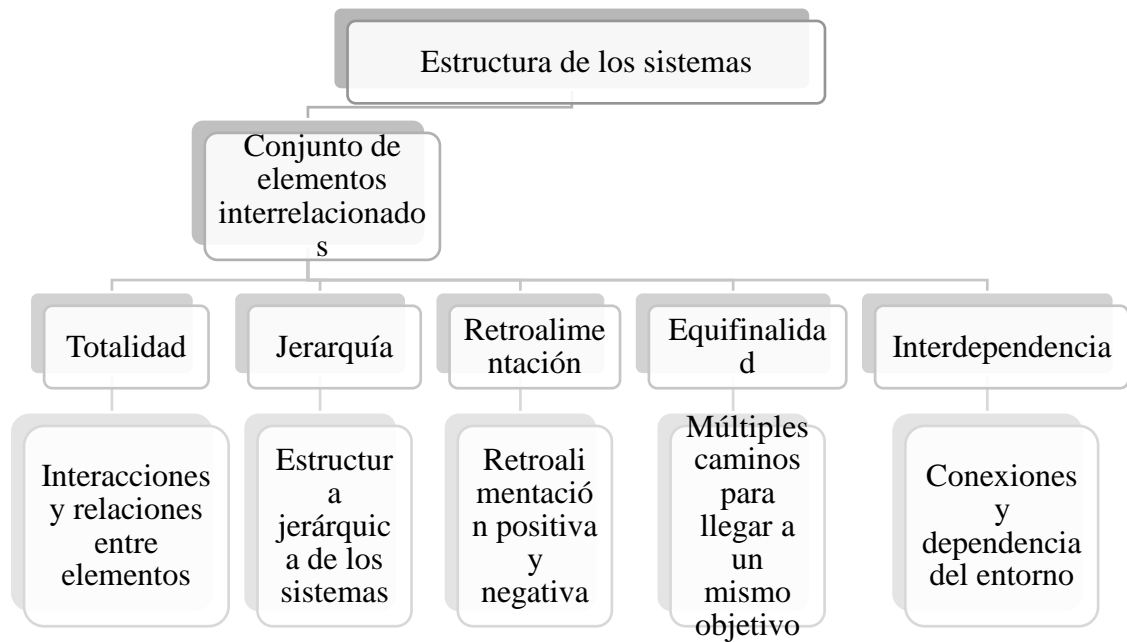 Estructura de los sistemas
Conjunto de
elementos
interrelacionado
s
Totalidad
Jerarquía
Retroalime
ntación
Equifinalida
d
Interdependencia
Interacciones
y relaciones
entre
elementos
Estructur
a
jerárquic
a de los
sistemas
Retroali
mentació
n positiva
y
negativa
Múltiples
caminos
para
llegar a
un
mismo
objetivo
Conexiones
y
dependencia
del entorno